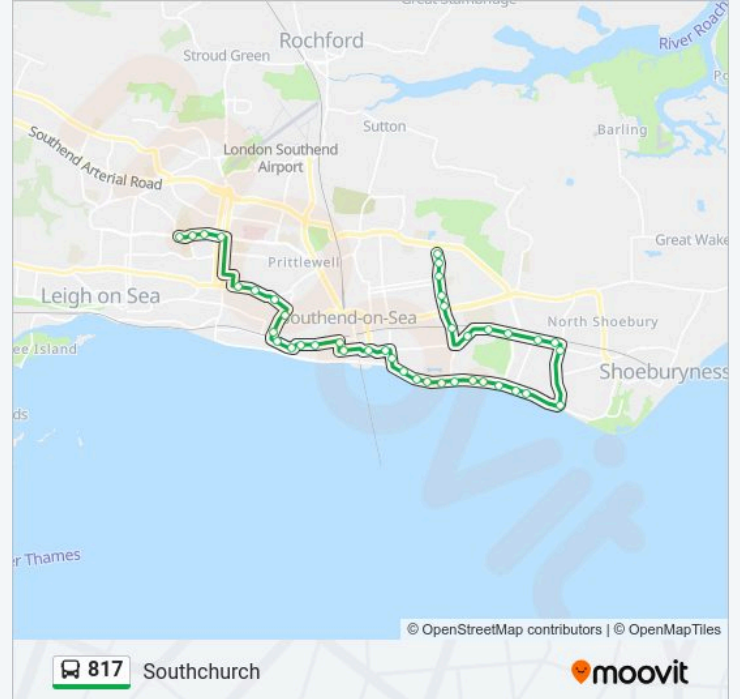 Great Stambridge
Rochford
River Roach
Stroud Green
Sutton
Barling
London Southend
Airport
Southend Arterial Road
Great Wake
Prittlewell
Leigh on Sea
outhend-on-Sea
North Shoebury
ee Island
Shoeburyness
ds
er Thames
© OpenStreetMap contributors | © OpenMapTiles
817 Southchurch
moovit